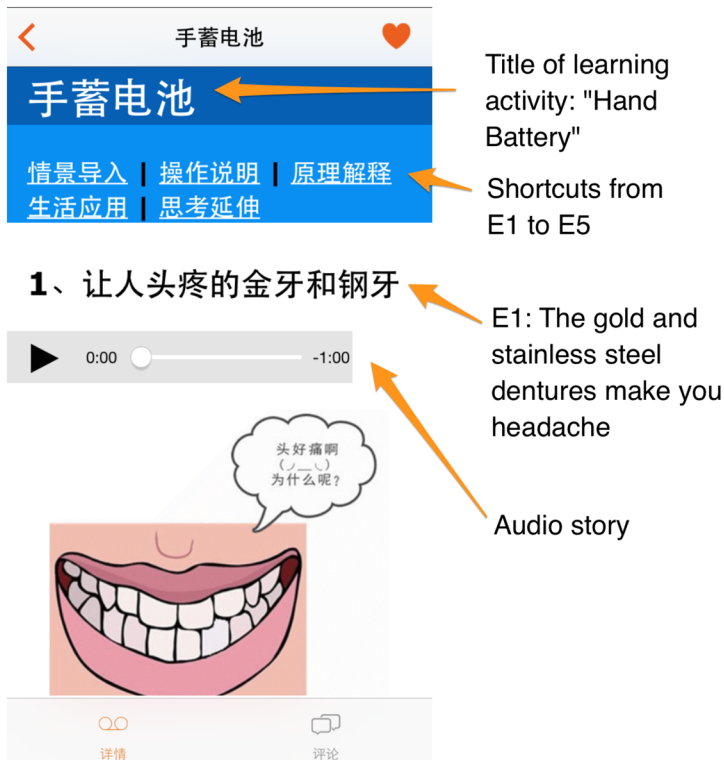 手蓄电池
手蓄电池
情景导入 | 操作说明 | 原理解释
生活应用 | 思考延伸
1、让人头疼的金牙和钢牙
0:00 -1:00
头好痛啊
(◞__◟)
为什么呢?
详情 评论
Title of learning
activity: "Hand
Battery"
Shortcuts from
E1 to E5
E1: The gold and
stainless steel
dentures make you
headache
Audio story